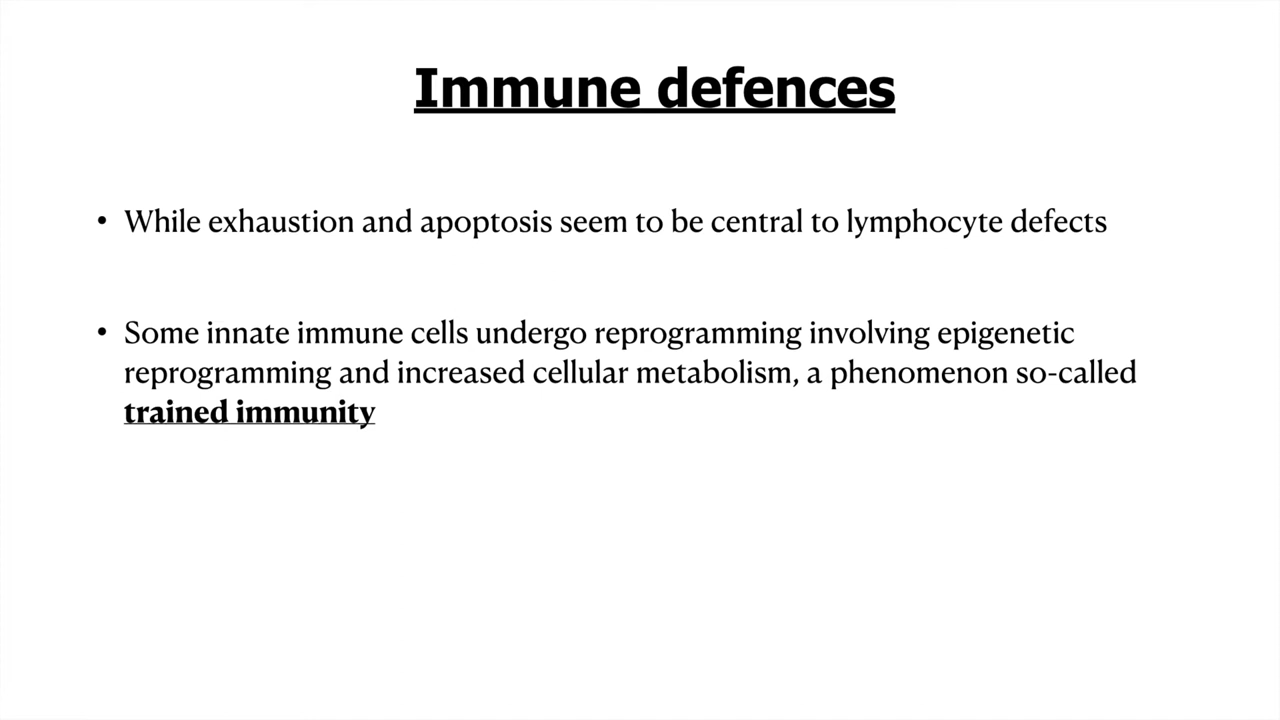 Immune defences
• While exhaustion and apoptosis seem to be central to lymphocyte defects
• Some innate immune cells undergo reprogramming involving epigenetic
reprogramming and increased cellular metabolism, a phenomenon so-called
trained immunity